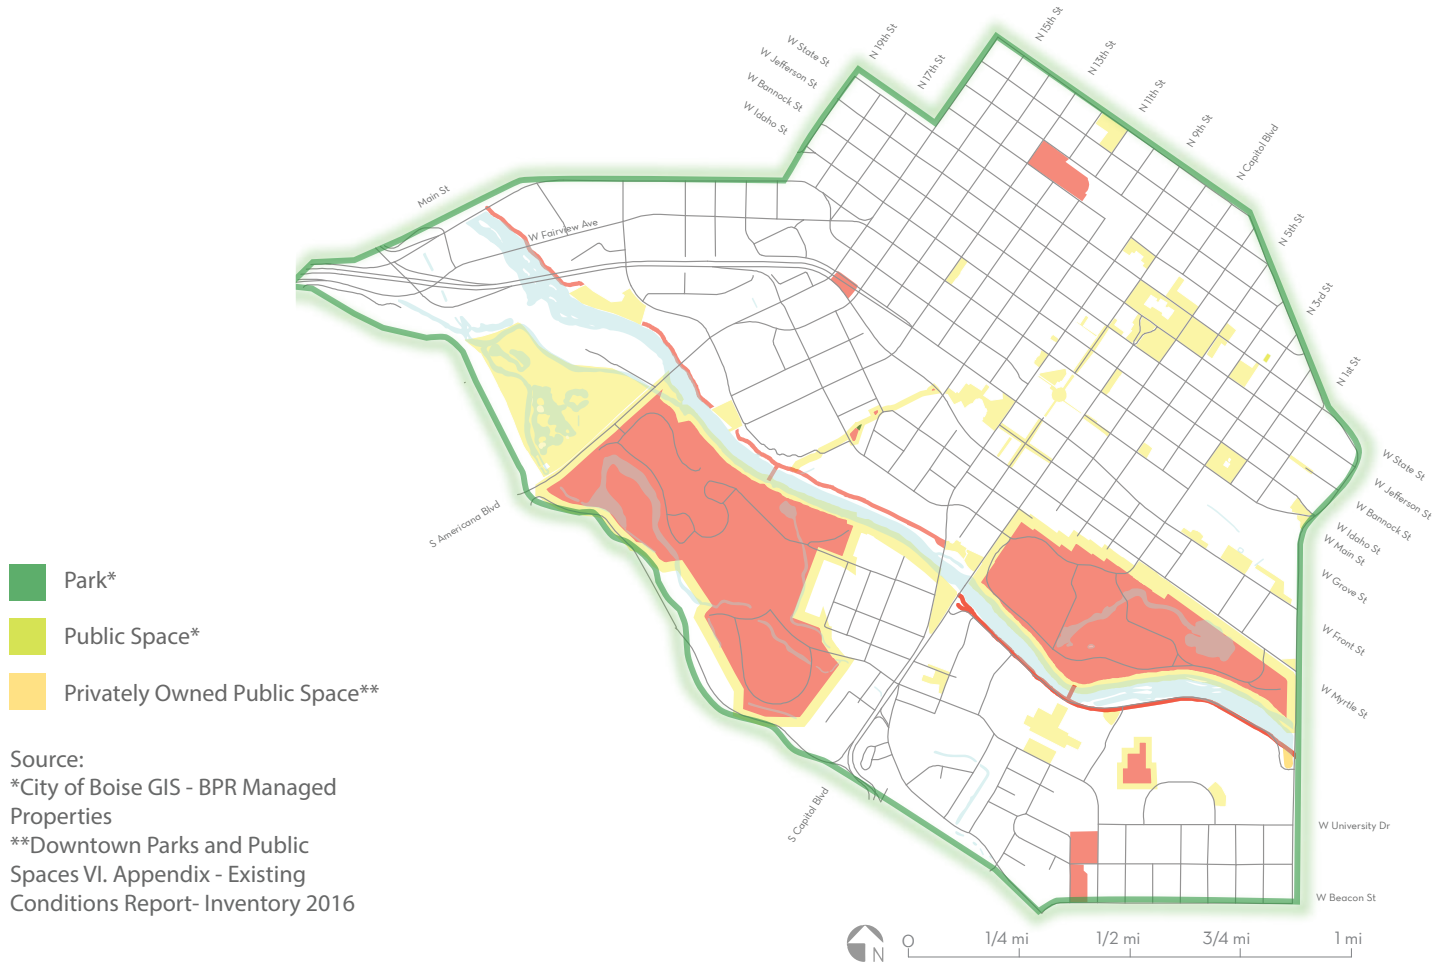 N 15th St
N 19th St
N 13th St
W State St
W Jefferson St
N 17th St
W Bannock St
N 11th St
W Idaho St
N 9th St
N Capitol Blvd
Main St
W Fairview Ave
N 5th St
N 3rd St
N 1st St
W State St
W Jefferson St
S Americana Blvd
W Bannock St
W Idaho St
W Main St
W Grove St
W Front St
W Myrtle St
S Capitol Blvd
W University Dr
W Beacon St
Park*
Public Space*
Privately Owned Public Space**
Source:
*City of Boise GIS - BPR Managed
Properties
**Downtown Parks and Public
Spaces VI. Appendix - Existing
Conditions Report- Inventory 2016
N
0 1/4 mi 1/2 mi 3/4 mi 1 mi